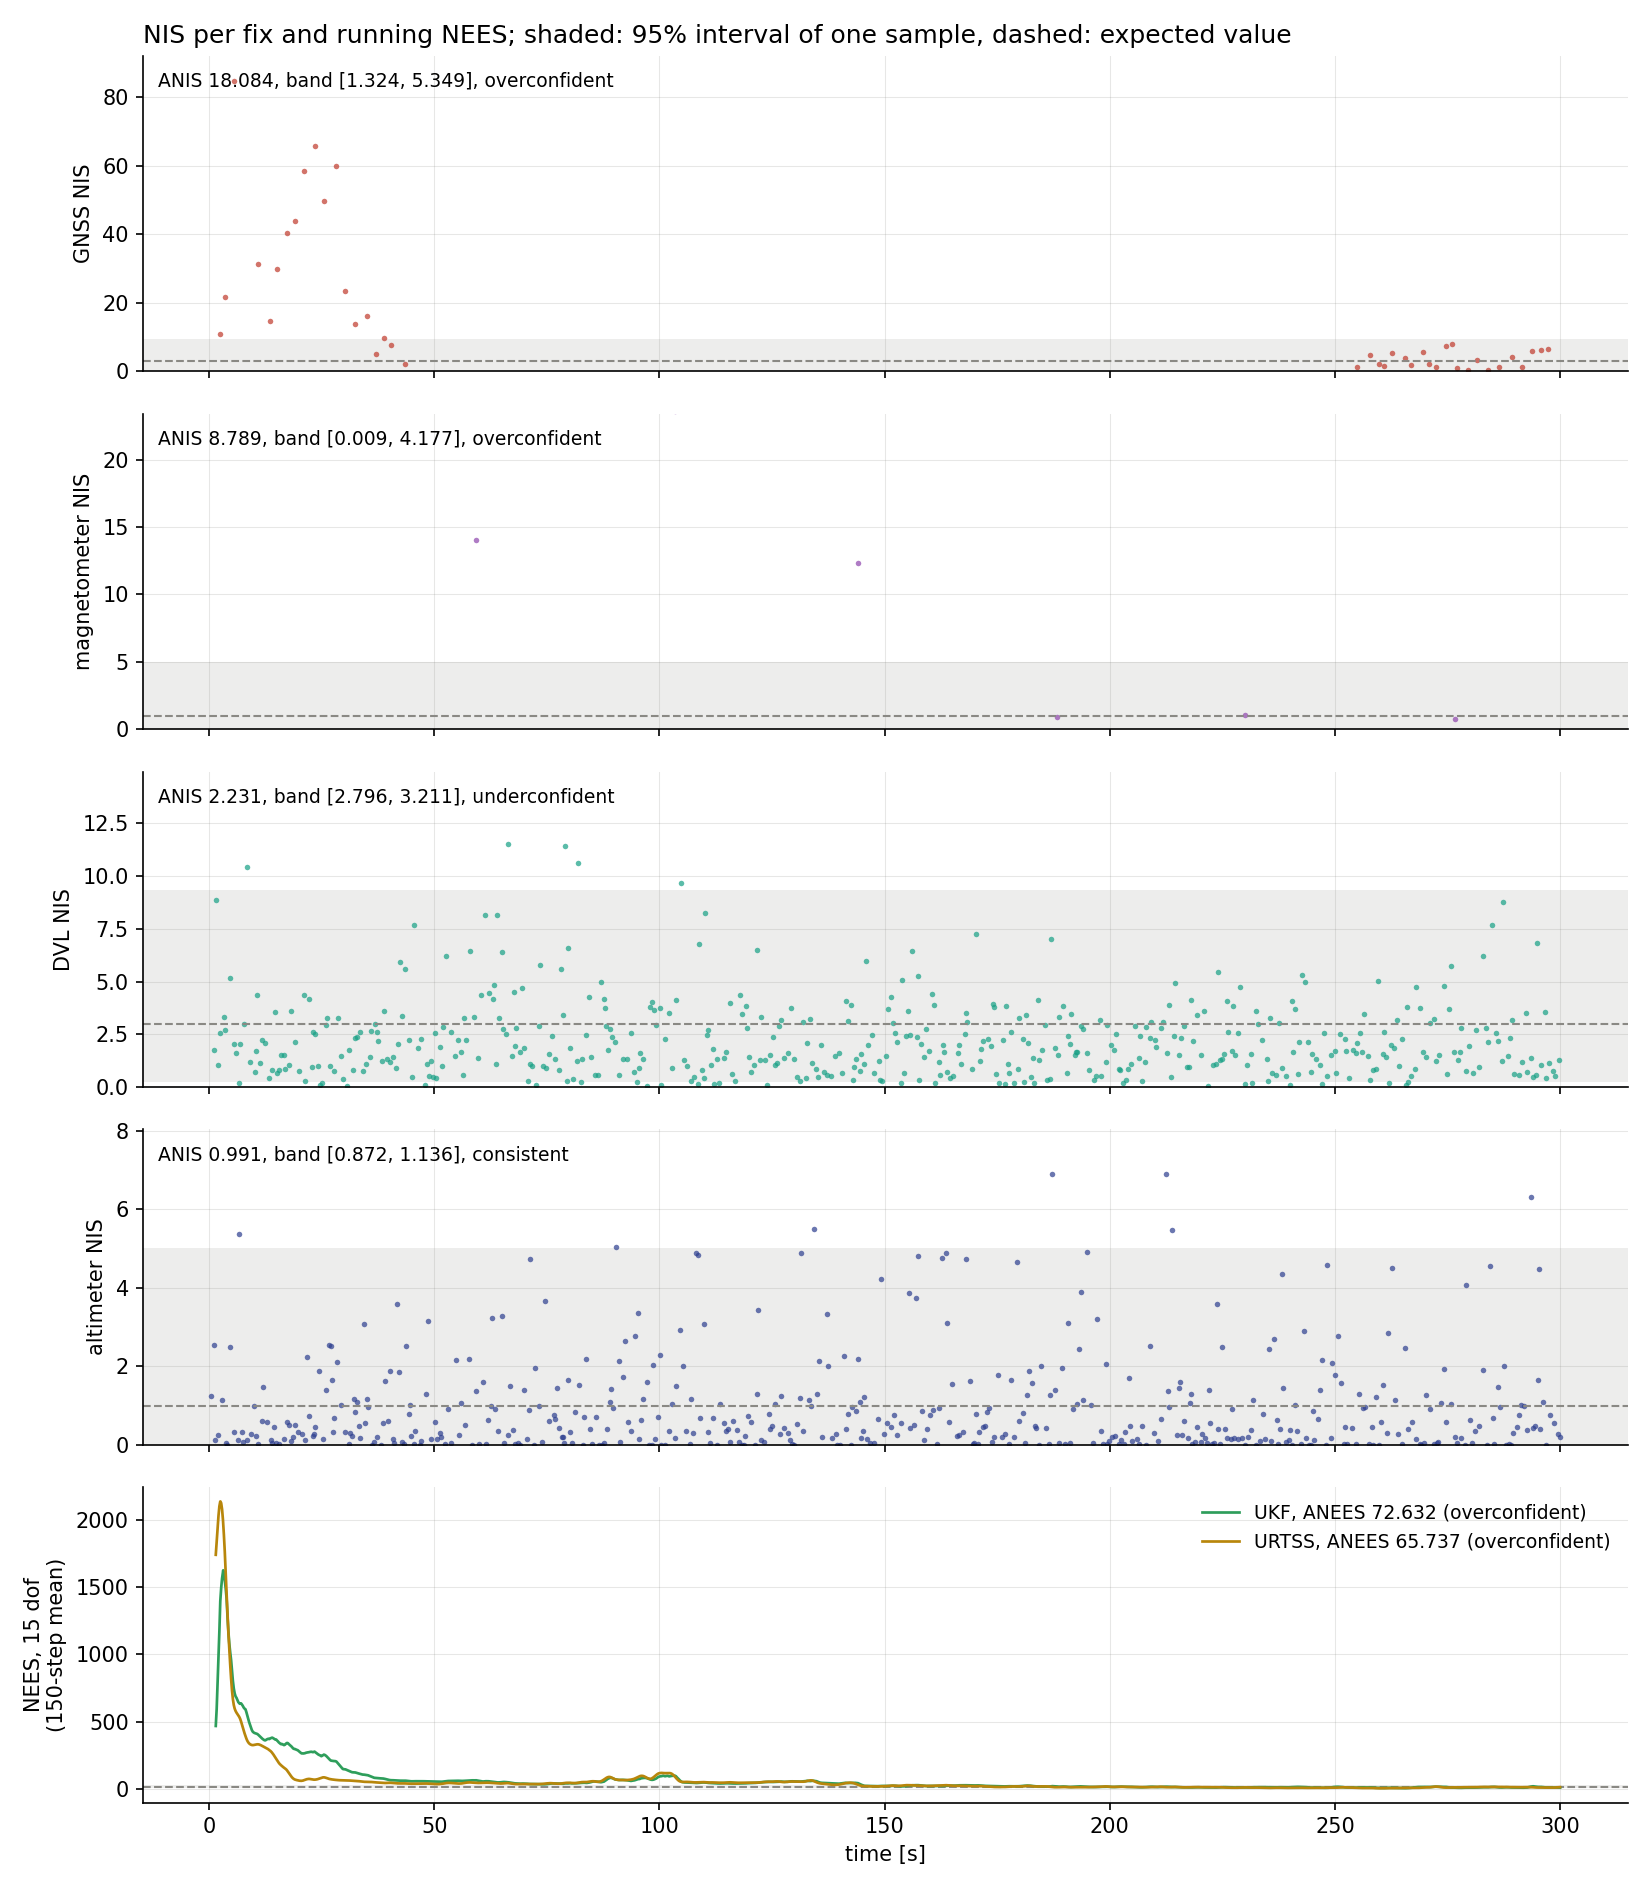 NIS per fix and running NEES; shaded: 95% interval of one sample, dashed: expected value
ANIS 18.084, band [1.324, 5.349], overconfident
GNSS NIS
80
60
40
20
0
ANIS 8.789, band [0.009, 4.177], overconfident
magnetometer NIS
20
15
10
5
0
ANIS 2.231, band [2.796, 3.211], underconfident
DVL NIS
12.5
10.0
7.5
5.0
2.5
0.0
ANIS 0.991, band [0.872, 1.136], consistent
altimeter NIS
8
6
4
2
0
UKF, ANEES 72.632 (overconfident)
URTSS, ANEES 65.737 (overconfident)
NEES, 15 dof
(150-step mean)
2000
1500
1000
500
0
0 50 100 150 200 250 300
time [s]